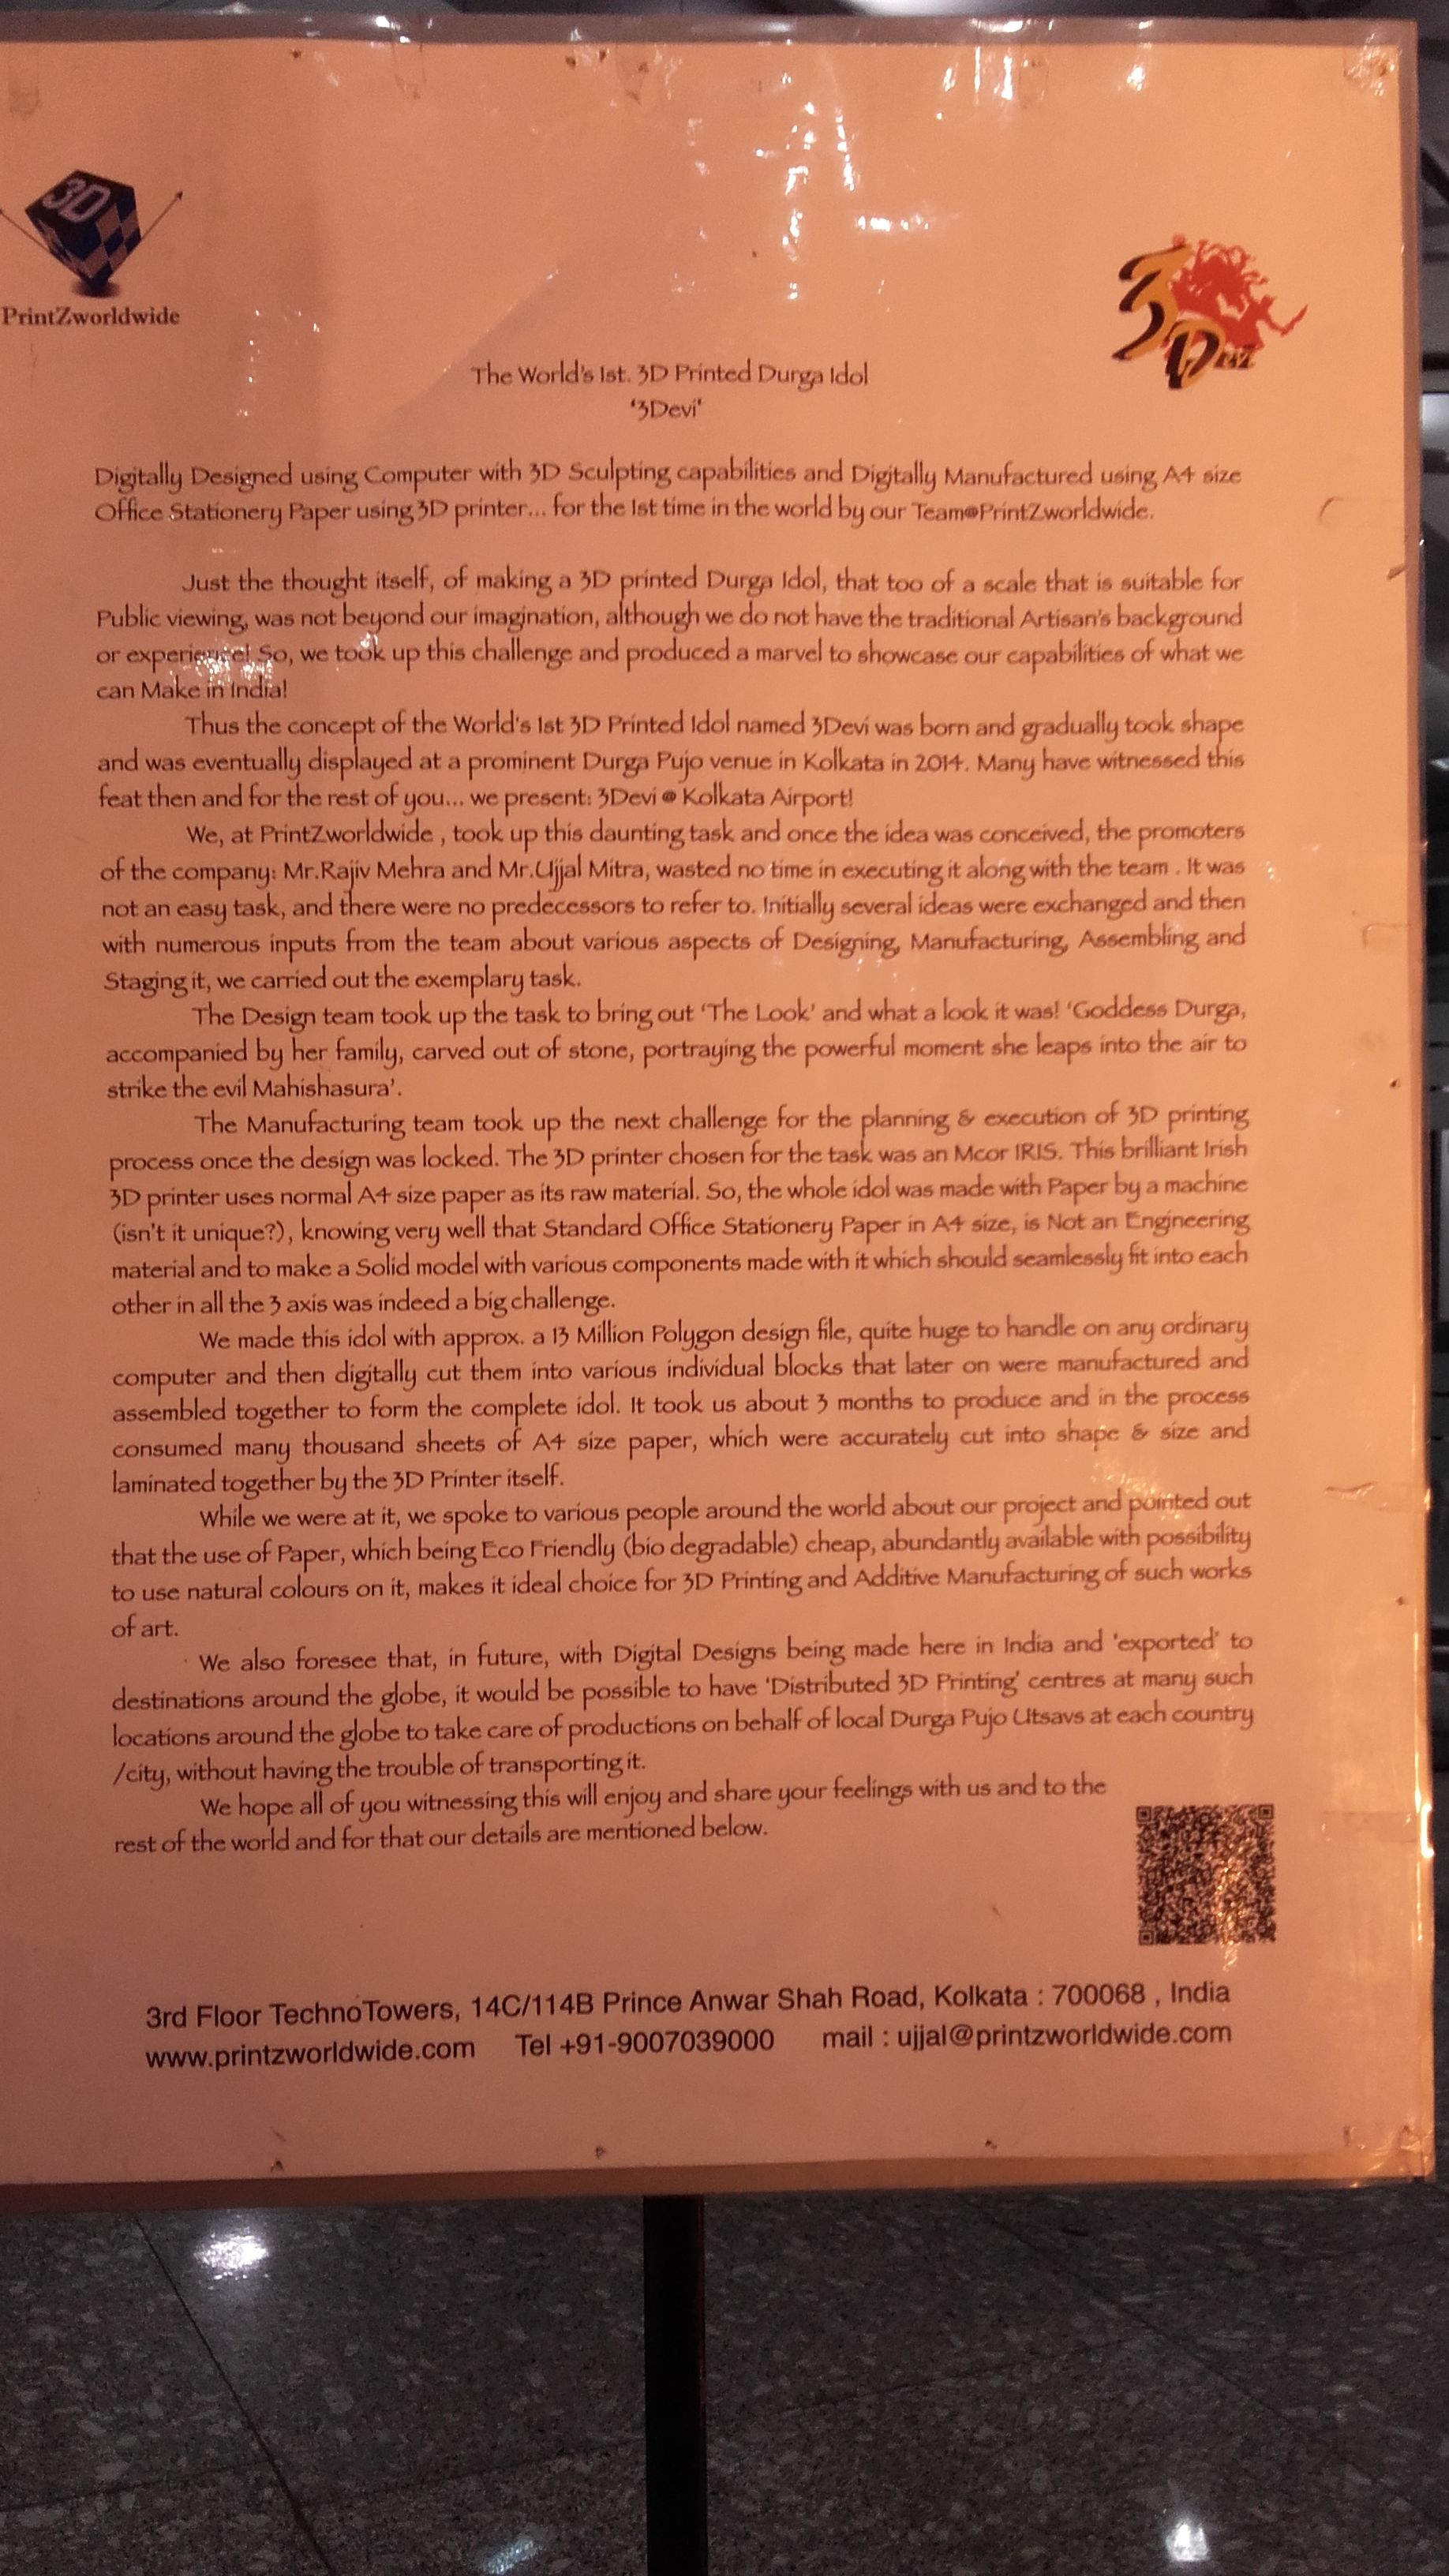 3D
PrintZworldwide
3Devi
The World's 1st. 3D Printed Durga Idol
'3Devi'
Digitally Designed using Computer with 3D Sculpting capabilities and Digitally Manufactured using A4 size
Office Stationery Paper using 3D printer... for the 1st time in the world by our Team@PrintZworldwide.
Just the thought itself, of making a 3D printed Durga Idol, that too of a scale that is suitable for
Public viewing, was not beyond our imagination, although we do not have the traditional Artisan's background
or experience! So, we took up this challenge and produced a marvel to showcase our capabilities of what we
can Make in India!
Thus the concept of the World's 1st 3D Printed Idol named 3Devi was born and gradually took shape
and was eventually displayed at a prominent Durga Pujo venue in Kolkata in 2014. Many have witnessed this
feat then and for the rest of you... we present: 3Devi @ Kolkata Airport!
We, at PrintZworldwide , took up this daunting task and once the idea was conceived, the promoters
of the company: Mr.Rajiv Mehra and Mr.Ujjal Mitra, wasted no time in executing it along with the team . It was
not an easy task, and there were no predecessors to refer to. Initially several ideas were exchanged and then
with numerous inputs from the team about various aspects of Designing, Manufacturing, Assembling and
Staging it, we carried out the exemplary task.
The Design team took up the task to bring out 'The Look' and what a look it was! 'Goddess Durga,
accompanied by her family, carved out of stone, portraying the powerful moment she leaps into the air to
strike the evil Mahishasura'.
The Manufacturing team took up the next challenge for the planning & execution of 3D printing
process once the design was locked. The 3D printer chosen for the task was an Mcor IRIS. This brilliant Irish
3D printer uses normal A4 size paper as its raw material. So, the whole idol was made with Paper by a machine
(isn't it unique?), knowing very well that Standard Office Stationery Paper in A4 size, is Not an Engineering
material and to make a Solid model with various components made with it which should seamlessly fit into each
other in all the 3 axis was indeed a big challenge.
We made this idol with approx. a 13 Million Polygon design file, quite huge to handle on any ordinary
computer and then digitally cut them into various individual blocks that later on were manufactured and
assembled together to form the complete idol. It took us about 3 months to produce and in the process
consumed many thousand sheets of A4 size paper, which were accurately cut into shape & size and
laminated together by the 3D Printer itself.
While we were at it, we spoke to various people around the world about our project and pointed out
that the use of Paper, which being Eco Friendly (bio degradable) cheap, abundantly available with possibility
to use natural colours on it, makes it ideal choice for 3D Printing and Additive Manufacturing of such works
of art.
We also foresee that, in future, with Digital Designs being made here in India and 'exported' to
destinations around the globe, it would be possible to have 'Distributed 3D Printing' centres at many such
locations around the globe to take care of productions on behalf of local Durga Pujo Utsavs at each country
/city, without having the trouble of transporting it.
We hope all of you witnessing this will enjoy and share your feelings with us and to the
rest of the world and for that our details are mentioned below.
3rd Floor TechnoTowers, 14C/114B Prince Anwar Shah Road, Kolkata : 700068 , India
www.printzworldwide.com Tel +91-9007039000 mail : ujjal@printzworldwide.com